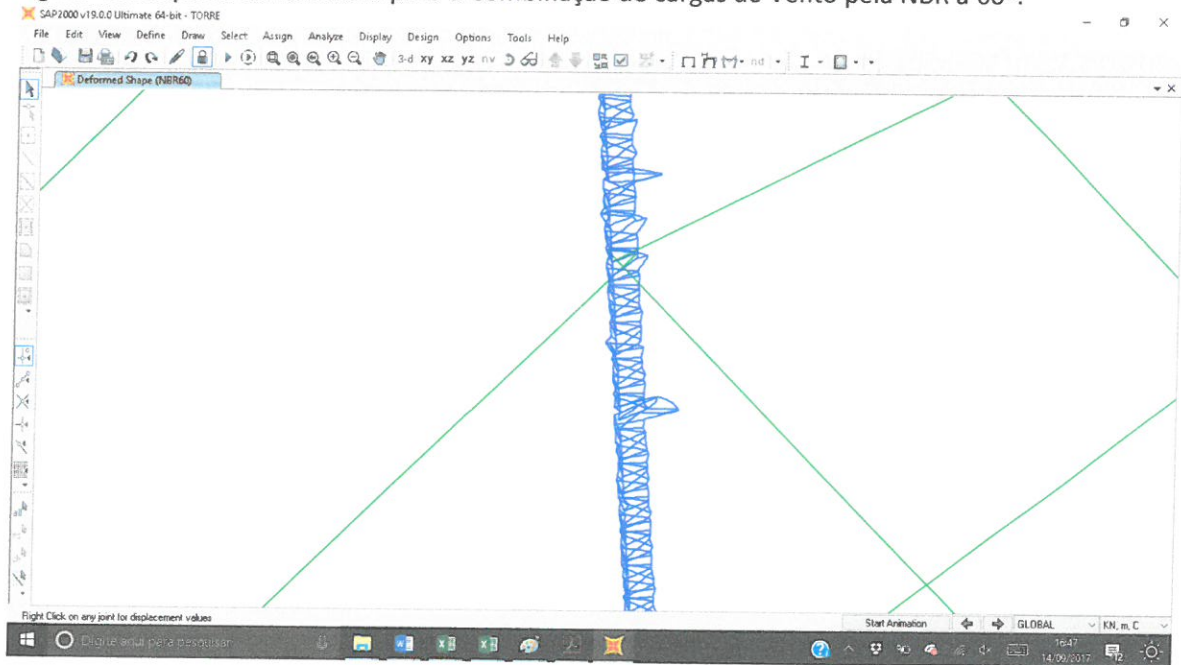 SAP2000 v19.0.0 Ultimate 64-bit - TORRE
File Edit View Define Draw Select Assign Analyze Display Design Options Tools Help
3-d xy xz yz nv
nd
Deformed Shape (NBR60)
Right Click on any joint for displacement values
Start Animation
GLOBAL
KN, m, C
Digite aqui para pesquisar
16:47
14/09/2017